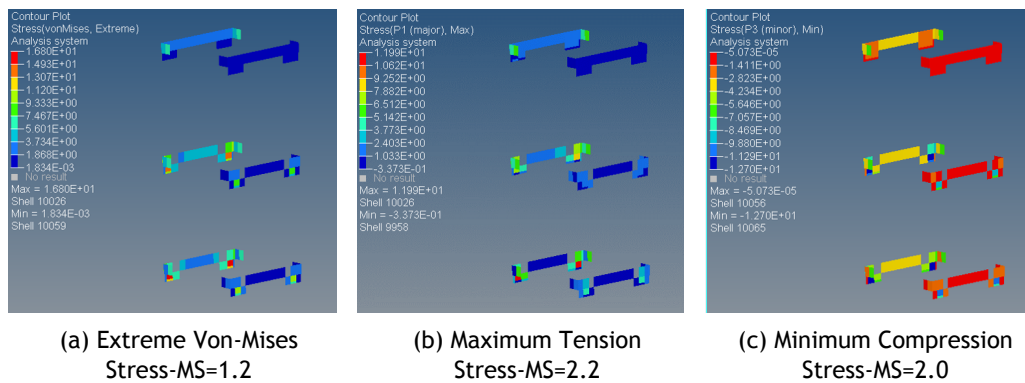 Contour Plot
Stress(vonMises, Extreme)
Analysis system
1.680E+01
1.493E+01
1.307E+01
1.120E+01
9.333E+00
7.467E+00
5.601E+00
3.734E+00
1.868E+00
1.834E-03
No result
Max = 1.680E+01
Shell 10026
Min = 1.834E-03
Shell 10059
Contour Plot
Stress(P1 (major), Max)
Analysis system
1.199E+01
1.062E+01
9.252E+00
7.882E+00
6.512E+00
5.142E+00
3.773E+00
2.403E+00
1.033E+00
-3.373E-01
No result
Max = 1.199E+01
Shell 10026
Min = -3.373E-01
Shell 9958
Contour Plot
Stress(P3 (minor), Min)
Analysis system
-5.073E-05
-1.411E+00
-2.823E+00
-4.234E+00
-5.646E+00
-7.057E+00
-8.469E+00
-9.880E+00
-1.129E+01
-1.270E+01
No result
Max = -5.073E-05
Shell 10056
Min = -1.270E+01
Shell 10065
(a) Extreme Von-Mises
Stress-MS=1.2
(b) Maximum Tension
Stress-MS=2.2
(c) Minimum Compression
Stress-MS=2.0